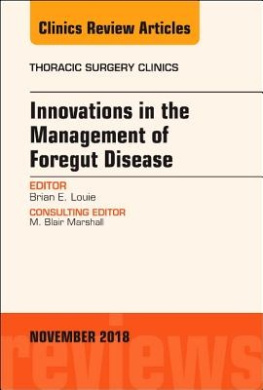 Clinics Review Articles
THORACIC SURGERY CLINICS
Innovations in the
Management of
Foregut Disease
EDITOR
Brian E. Louie
CONSULTING EDITOR
M. Blair Marshall
NOVEMBER 2018
reviews